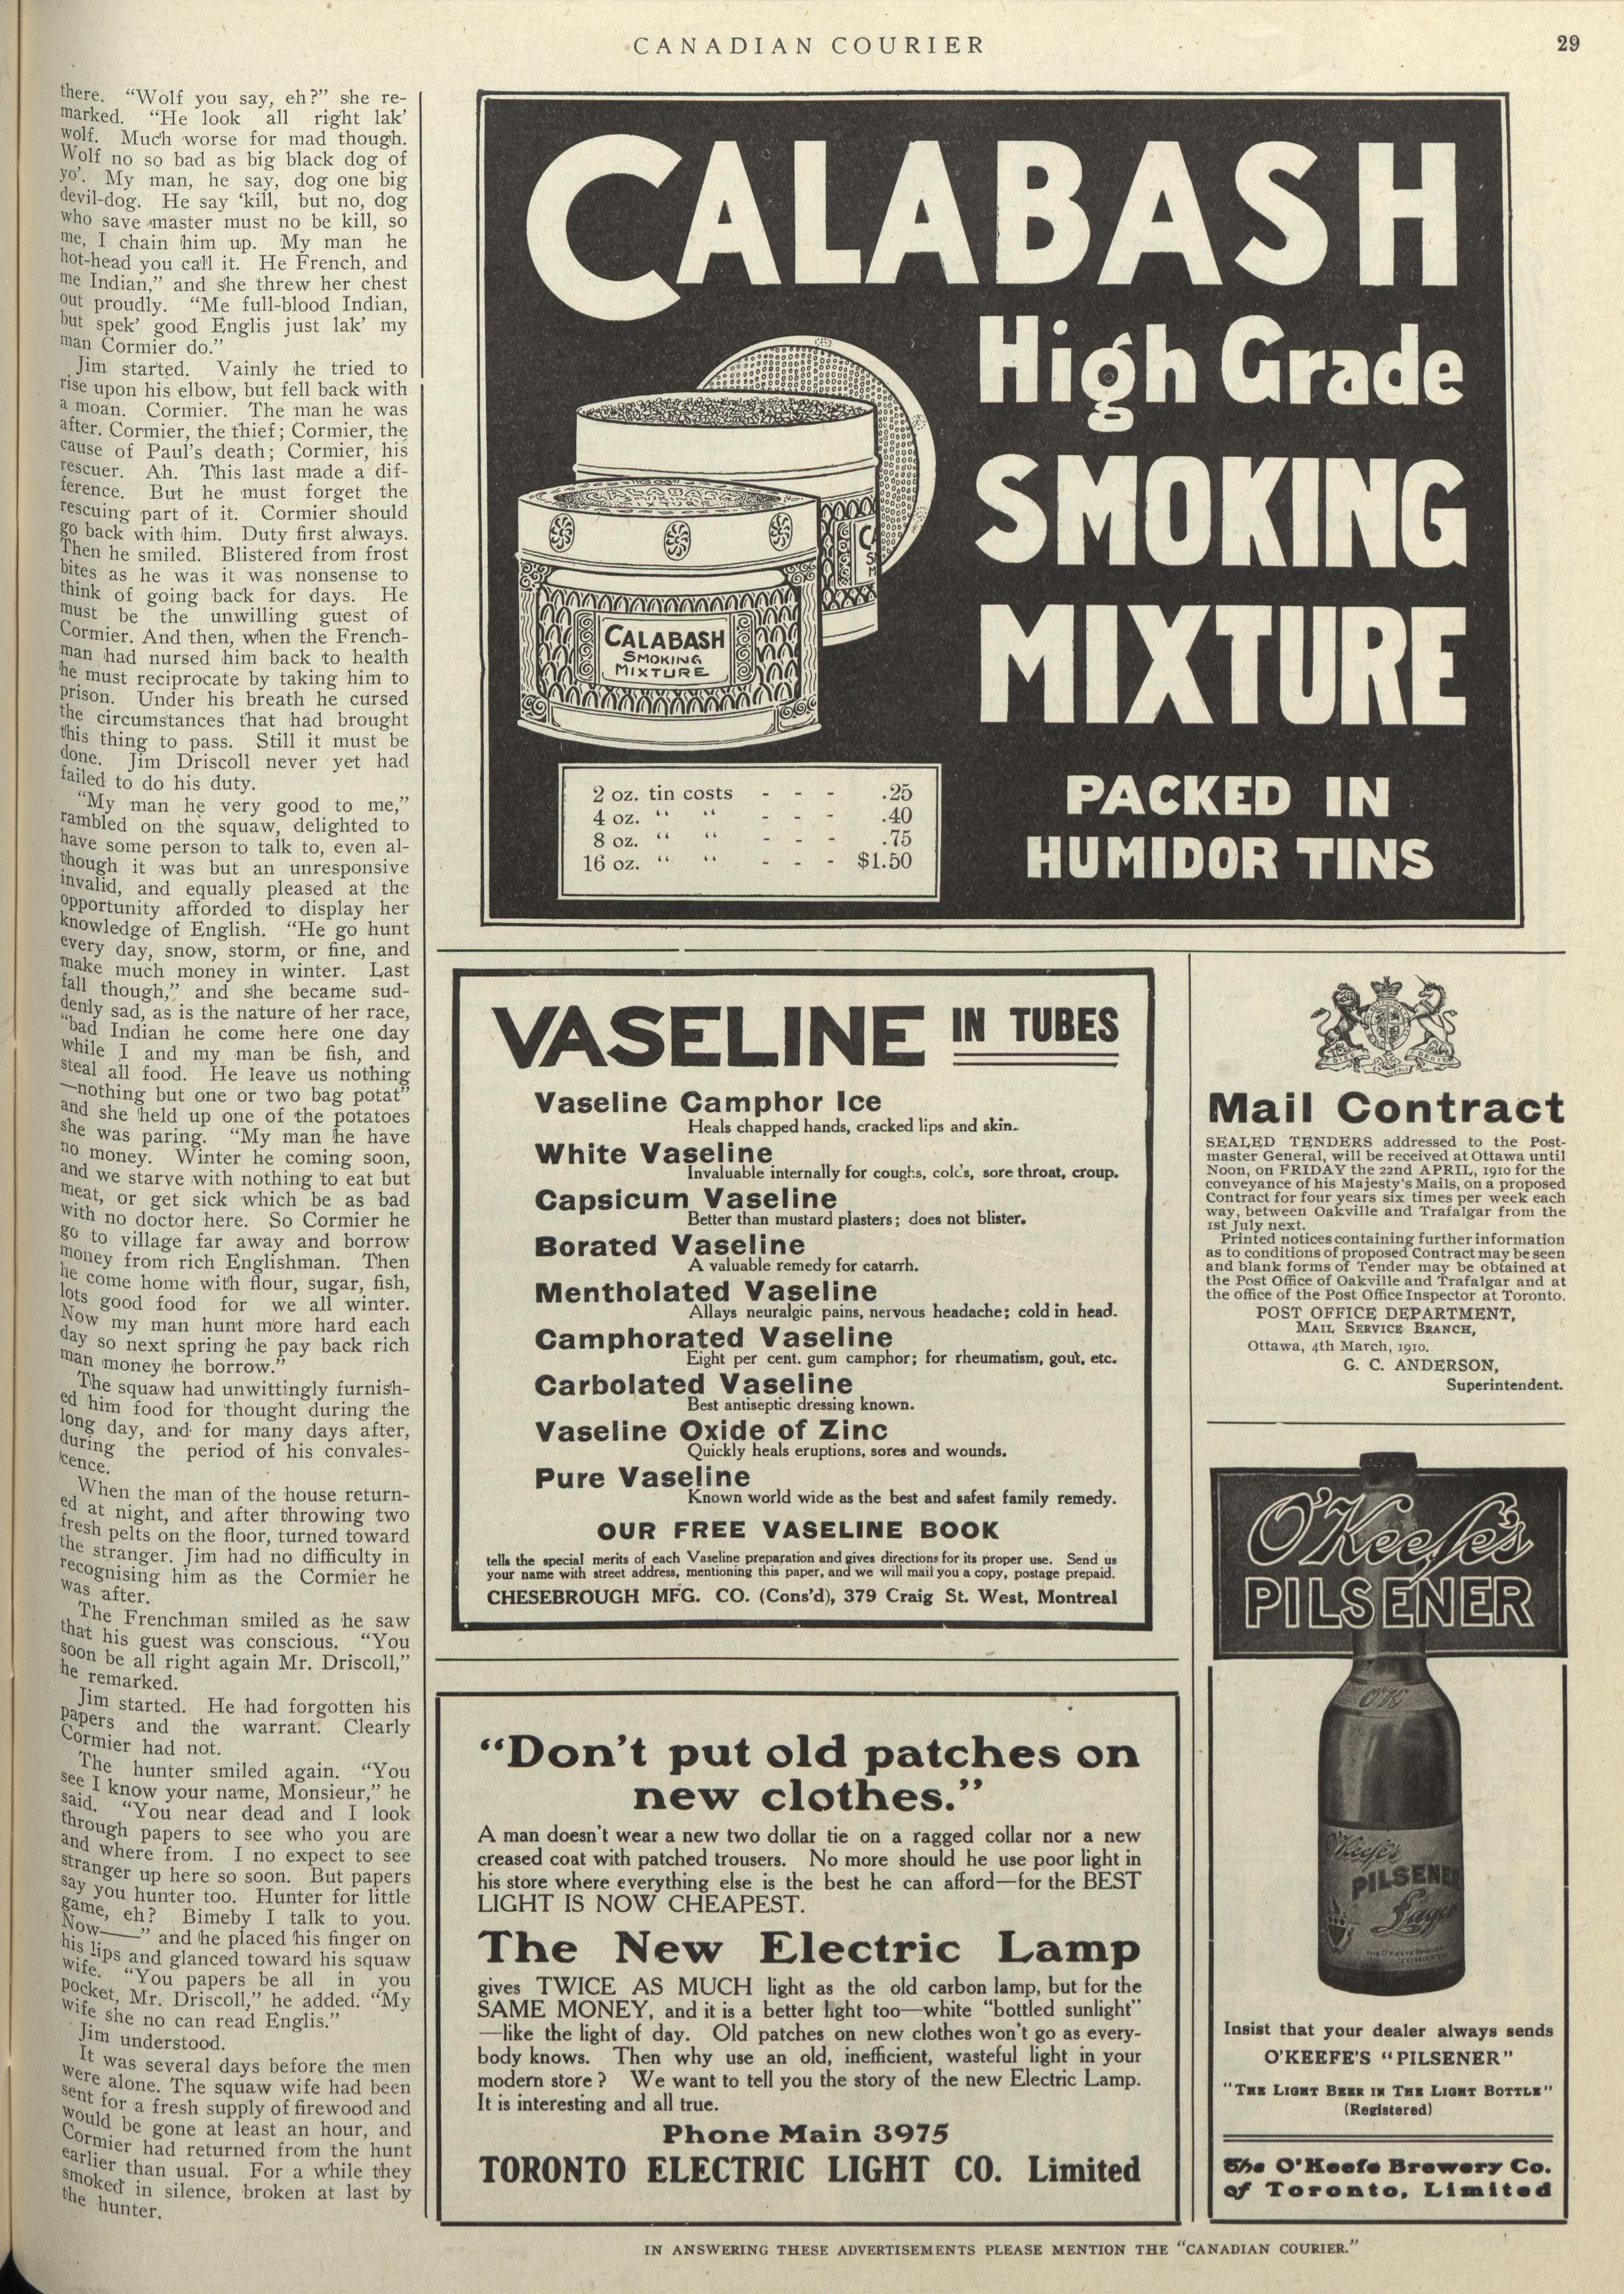 CANADIAN COURIER
29
there. “Wolf you say, eh?” she re-
marked. “He look all right lak’
wolf. Much worse for mad though.
Wolf no so bad as big black dog of
yo’. My man, he say, dog one big
devil-dog. He say ‘kill, but no, dog
who save master must no be kill, so
me, I chain him up. My man he
hot-head you call it. He French, and
me Indian,” and she threw her chest
out proudly. “Me full-blood Indian,
but spek’ good Englis just lak’ my
man Cormier do.”
Jim started. Vainly he tried to
rise upon his elbow, but fell back with
a moan. Cormier. The man he was
after. Cormier, the thief; Cormier, the
cause of Paul’s death; Cormier, his
rescuer. Ah. This last made a dif-
ference. But he must forget the
rescuing part of it. Cormier should
go back with him. Duty first always.
Then he smiled. Blistered from frost
bites as he was it was nonsense to
think of going back for days. He
must be the unwilling guest of
Cormier. And then, when the French-
man had nursed him back to health
he must reciprocate by taking him to
prison. Under his breath he cursed
the circumstances that had brought
this thing to pass. Still it must be
done. Jim Driscoll never yet had
failed to do his duty.
“My man he very good to me,”
rambled on the squaw, delighted to
have some person to talk to, even al-
though it was but an unresponsive
invalid, and equally pleased at the
opportunity afforded to display her
knowledge of English. “He go hunt
every day, snow, storm, or fine, and
make much money in winter. Last
fall though,” and she became sud-
denly sad, as is the nature of her race,
“bad Indian he come here one day
while I and my man be fish, and
steal all food. He leave us nothing
—nothing but one or two bag potat”
and she held up one of the potatoes
she was paring. “My man he have
no money. Winter he coming soon,
and we starve with nothing to eat but
meat, or get sick which be as bad
with no doctor here. So Cormier he
go to village far away and borrow
money from rich Englishman. Then
he come home with flour, sugar, fish,
lots good food for we all winter.
Now my man hunt more hard each
day so next spring he pay back rich
man money he borrow.”
The squaw had unwittingly furnish-
ed him food for thought during the
long day, and for many days after,
during the period of his convales-
cence.
When the man of the house return-
ed at night, and after throwing two
fresh pelts on the floor, turned toward
the stranger. Jim had no difficulty in
recognising him as the Cormier he
was after.
The Frenchman smiled as he saw
that his guest was conscious. “You
soon be all right again Mr. Driscoll,”
he remarked.
Jim started. He had forgotten his
papers and the warrant. Clearly
Cormier had not.
The hunter smiled again. “You
see I know your name, Monsieur,” he
said. “You near dead and I look
through papers to see who you are
and where from. I no expect to see
stranger up here so soon. But papers
say you hunter too. Hunter for little
game, eh? Bimeby I talk to you.
Now——” and he placed his finger on
his lips and glanced toward his squaw
wife. “You papers be all in you
pocket, Mr. Driscoll,” he added. “My
wife she no can read Englis.”
Jim understood.
It was several days before the men
were alone. The squaw wife had been
sent for a fresh supply of firewood and
would be gone at least an hour, and
Cormier had returned from the hunt
earlier than usual. For a while they
smoked in silence, broken at last by
the hunter.
CALABASH
High Grade
SMOKING
MIXTURE
CALABASH
SMOKING
MIXTURE
2 oz. tin costs - - - .25
4 oz. “ “ - - - .40
8 oz. “ “ - - - .75
16 oz. “ “ - - - $1.50
PACKED IN
HUMIDOR TINS
VASELINE IN TUBES
Vaseline Camphor Ice
Heals chapped hands, cracked lips and skin.
White Vaseline
Invaluable internally for coughs, colds, sore throat, croup.
Capsicum Vaseline
Better than mustard plasters; does not blister.
Borated Vaseline
A valuable remedy for catarrh.
Mentholated Vaseline
Allays neuralgic pains, nervous headache; cold in head.
Camphorated Vaseline
Eight per cent. gum camphor; for rheumatism, gout, etc.
Carbolated Vaseline
Best antiseptic dressing known.
Vaseline Oxide of Zinc
Quickly heals eruptions, sores and wounds.
Pure Vaseline
Known world wide as the best and safest family remedy.
OUR FREE VASELINE BOOK
tells the special merits of each Vaseline preparation and gives directions for its proper use. Send us
your name with street address, mentioning this paper, and we will mail you a copy, postage prepaid.
CHESEBROUGH MFG. CO. (Cons’d), 379 Craig St. West, Montreal
Mail Contract
SEALED TENDERS addressed to the Post-
master General, will be received at Ottawa until
Noon, on FRIDAY the 22nd APRIL, 1910 for the
conveyance of his Majesty’s Mails, on a proposed
Contract for four years six times per week each
way, between Oakville and Trafalgar from the
1st July next.
Printed notices containing further information
as to conditions of proposed Contract may be seen
and blank forms of Tender may be obtained at
the Post Office of Oakville and Trafalgar and at
the office of the Post Office Inspector at Toronto.
POST OFFICE DEPARTMENT,
MAIL SERVICE BRANCH,
Ottawa, 4th March, 1910.
G. C. ANDERSON,
Superintendent.
“Don’t put old patches on
new clothes.”
A man doesn’t wear a new two dollar tie on a ragged collar nor a new
creased coat with patched trousers. No more should he use poor light in
his store where everything else is the best he can afford—for the BEST
LIGHT IS NOW CHEAPEST.
The New Electric Lamp
gives TWICE AS MUCH light as the old carbon lamp, but for the
SAME MONEY, and it is a better light too—white “bottled sunlight”
—like the light of day. Old patches on new clothes won’t go as every-
body knows. Then why use an old, inefficient, wasteful light in your
modern store? We want to tell you the story of the new Electric Lamp.
It is interesting and all true.
Phone Main 3975
TORONTO ELECTRIC LIGHT CO. Limited
O’Keefe’s
PILSENER
OK
O’Keefe’s
PILSENER
Lager
Insist that your dealer always sends
O’KEEFE’S “PILSENER”
“THE LIGHT BEER IN THE LIGHT BOTTLE”
(Registered)
The O’Keefe Brewery Co.
of Toronto, Limited
IN ANSWERING THESE ADVERTISEMENTS PLEASE MENTION THE “CANADIAN COURIER.”